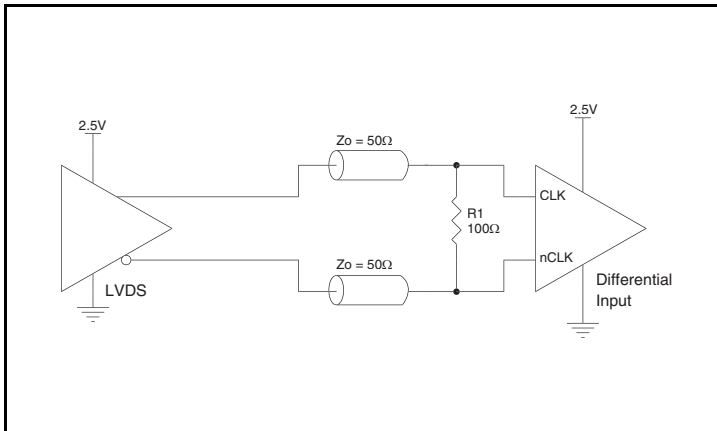 2.5V
2.5V
Zo = 50Ω
CLK
R1
100Ω
nCLK
Zo = 50Ω
LVDS
Differential
Input